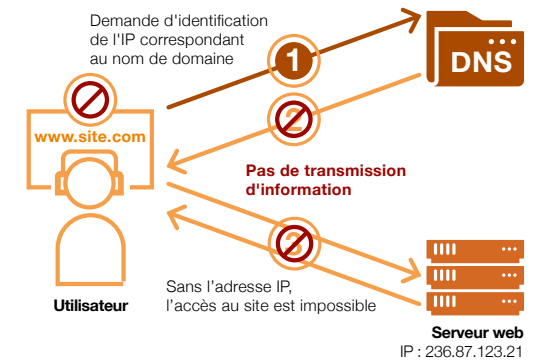 Demande d'identification
de l'IP correspondant
au nom de domaine
1
DNS
www.site.com
2
Pas de transmission
d'information
3
Sans l'adresse IP,
l'accès au site est impossible
Utilisateur
Serveur web
IP : 236.87.123.21